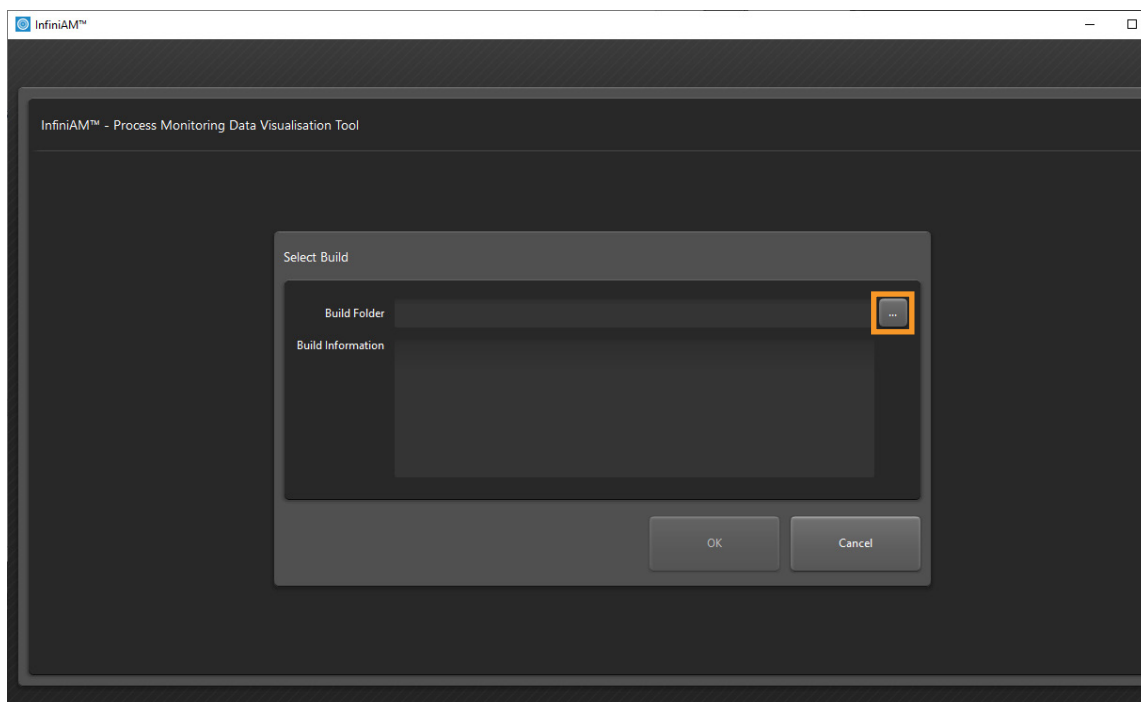 InfiniAM™
InfiniAM™ - Process Monitoring Data Visualisation Tool
Select Build
Build Folder
...
Build Information
OK
Cancel